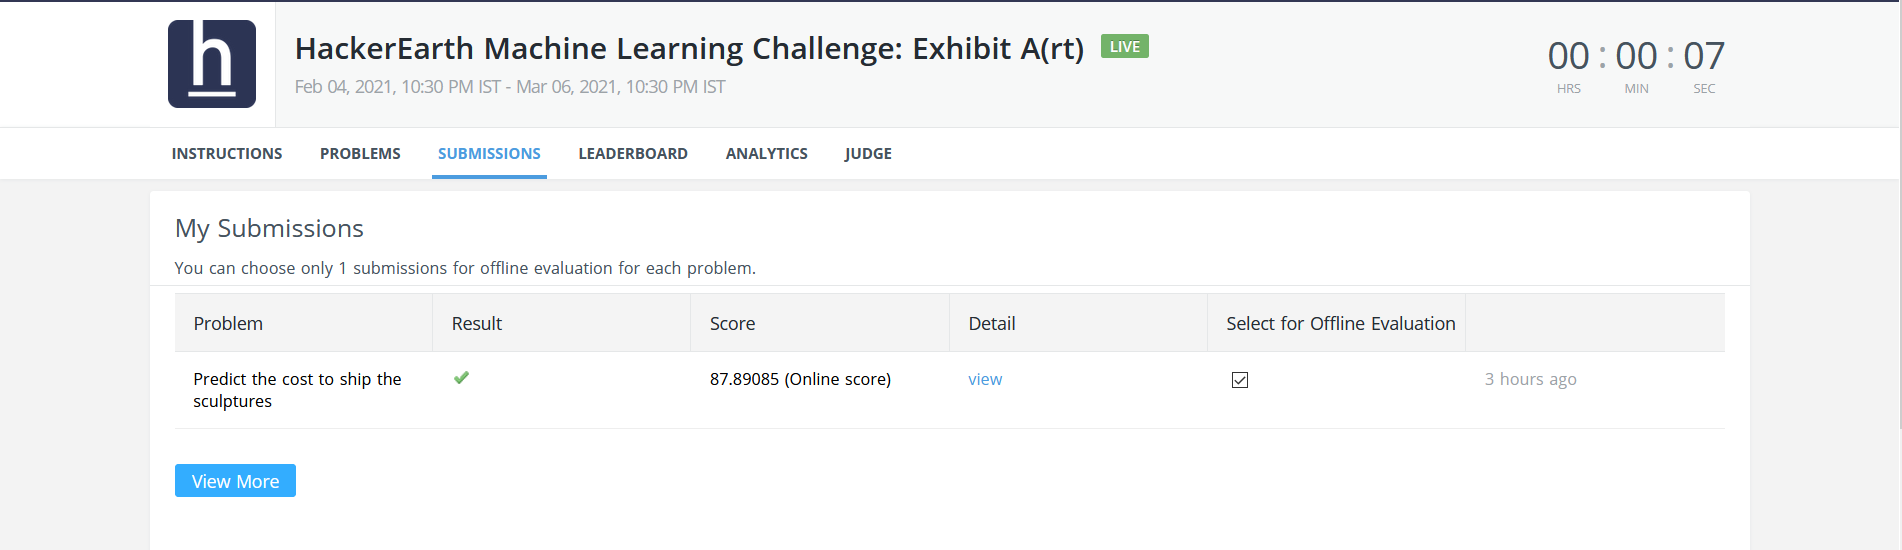 h
HackerEarth Machine Learning Challenge: Exhibit A(rt) LIVE
Feb 04, 2021, 10:30 PM IST - Mar 06, 2021, 10:30 PM IST
00 : 00 : 07
HRS MIN SEC
INSTRUCTIONS PROBLEMS SUBMISSIONS LEADERBOARD ANALYTICS JUDGE
My Submissions
You can choose only 1 submissions for offline evaluation for each problem.
Problem Result Score Detail Select for Offline Evaluation
Predict the cost to ship the 87.89085 (Online score) view 3 hours ago
sculptures
View More